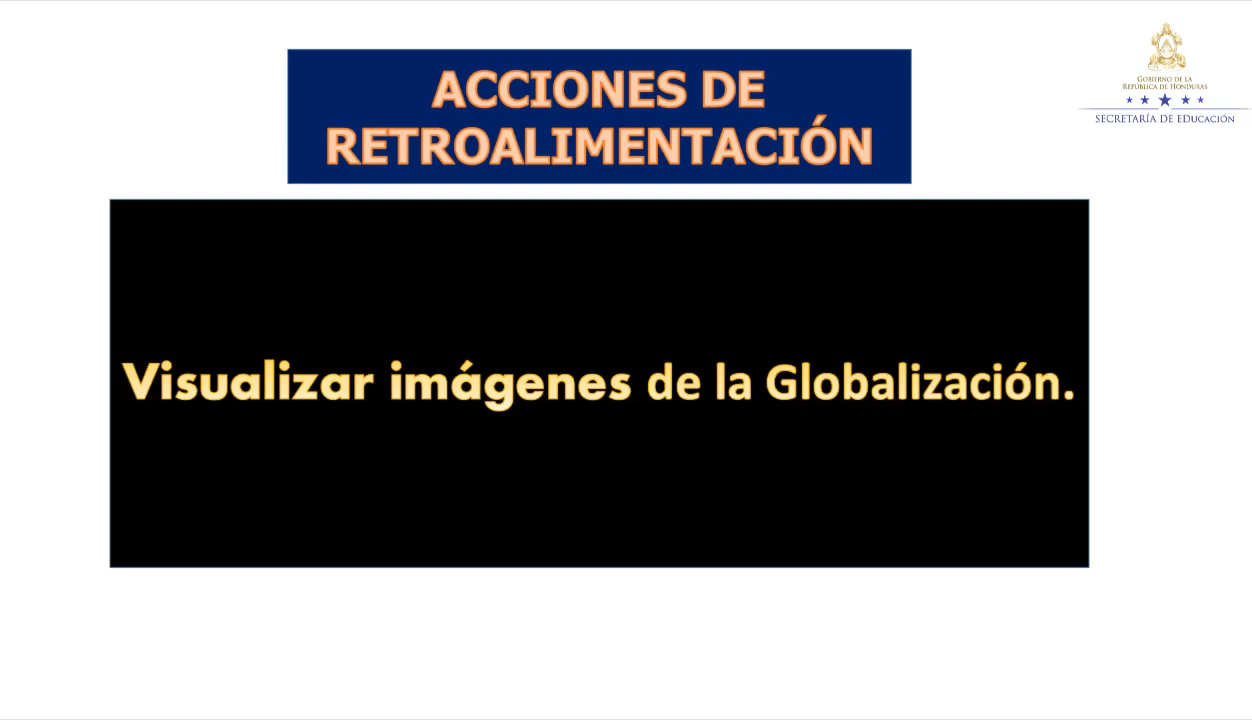 GOBIERNO DE LA
REPÚBLICA DE HONDURAS
SECRETARÍA DE EDUCACIÓN
ACCIONES DE
RETROALIMENTACIÓN
Visualizar imágenes de la Globalización.